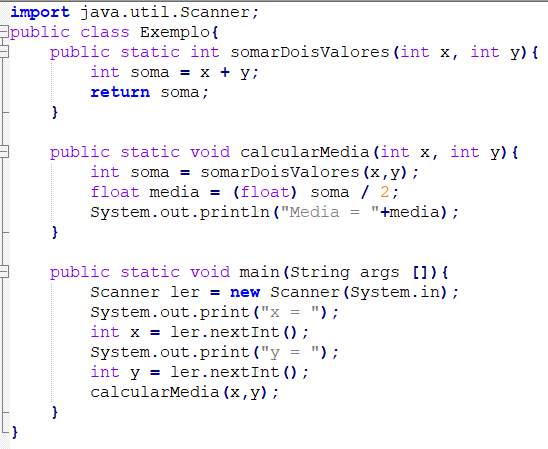 import java.util.Scanner;
public class Exemplo{
    public static int somarDoisValores(int x, int y){
        int soma = x + y;
        return soma;
    }

    public static void calcularMedia(int x, int y){
        int soma = somarDoisValores(x,y);
        float media = (float) soma / 2;
        System.out.println("Media = "+media);
    }

    public static void main(String args []){
        Scanner ler = new Scanner(System.in);
        System.out.print("x = ");
        int x = ler.nextInt();
        System.out.print("y = ");
        int y = ler.nextInt();
        calcularMedia(x,y);
    }
}